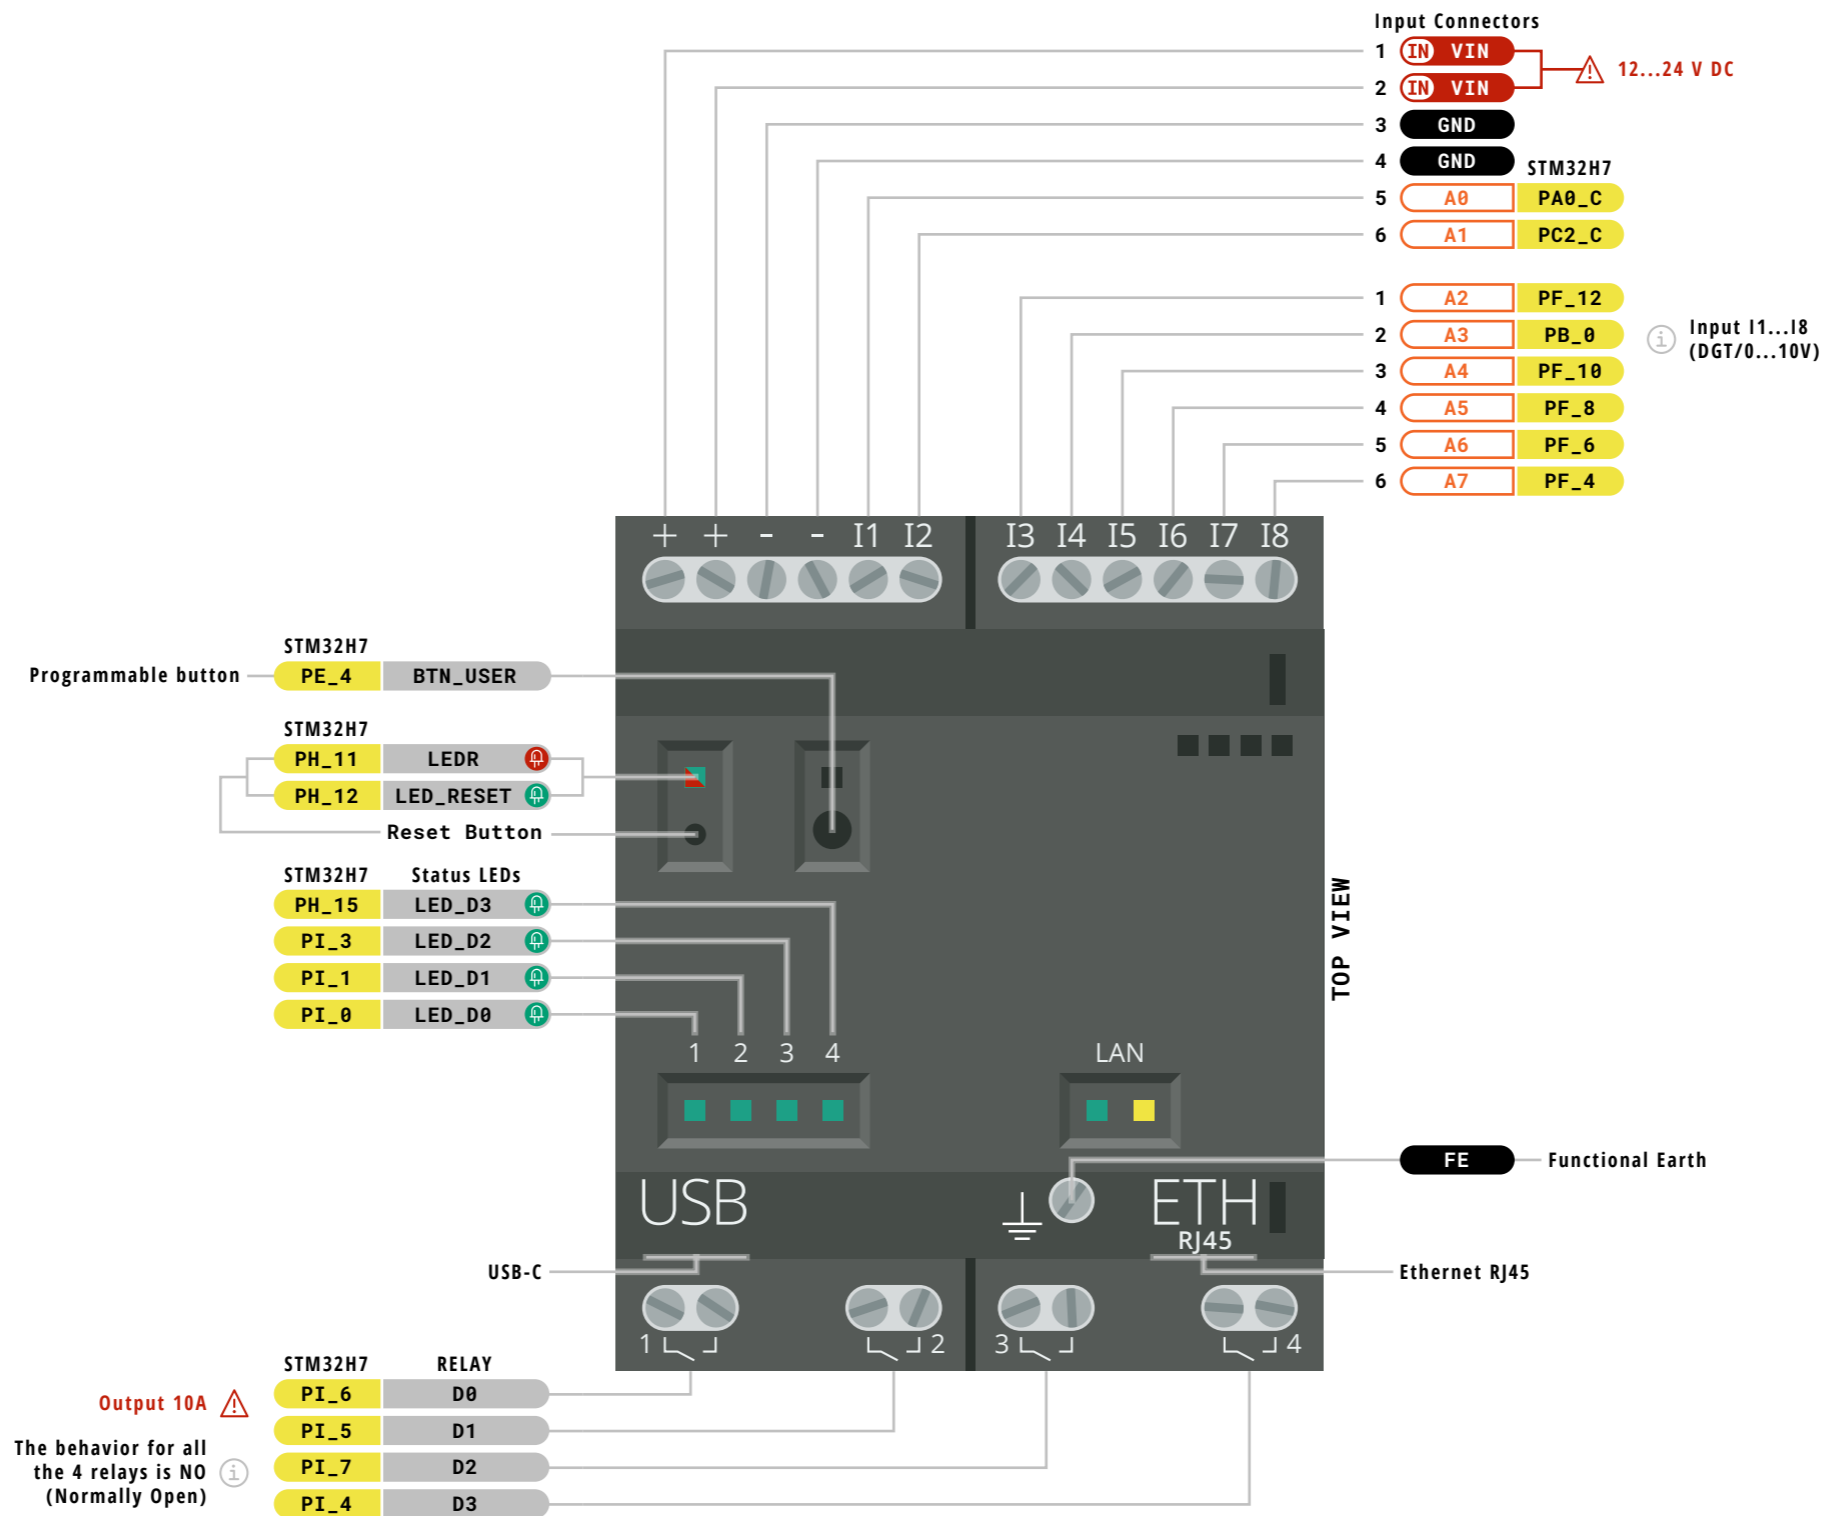 Input Connectors
1 IN VIN
2 IN VIN
12...24 V DC
3 GND
4 GND
STM32H7
5 A0 PA0_C
6 A1 PC2_C
1 A2 PF_12
2 A3 PB_0
3 A4 PF_10
4 A5 PF_8
5 A6 PF_6
6 A7 PF_4
Input I1...I8
(DGT/0...10V)
+ + - - I1 I2 I3 I4 I5 I6 I7 I8
STM32H7
Programmable button PE_4 BTN_USER
STM32H7
PH_11 LEDR
PH_12 LED_RESET
Reset Button
STM32H7 Status LEDs
PH_15 LED_D3
PI_3 LED_D2
PI_1 LED_D1
PI_0 LED_D0
TOP VIEW
1 2 3 4
LAN
FE Functional Earth
USB
ETH
RJ45
USB-C
Ethernet RJ45
1 2 3 4
STM32H7 RELAY
Output 10A
PI_6 D0
PI_5 D1
PI_7 D2
PI_4 D3
The behavior for all
the 4 relays is NO
(Normally Open)